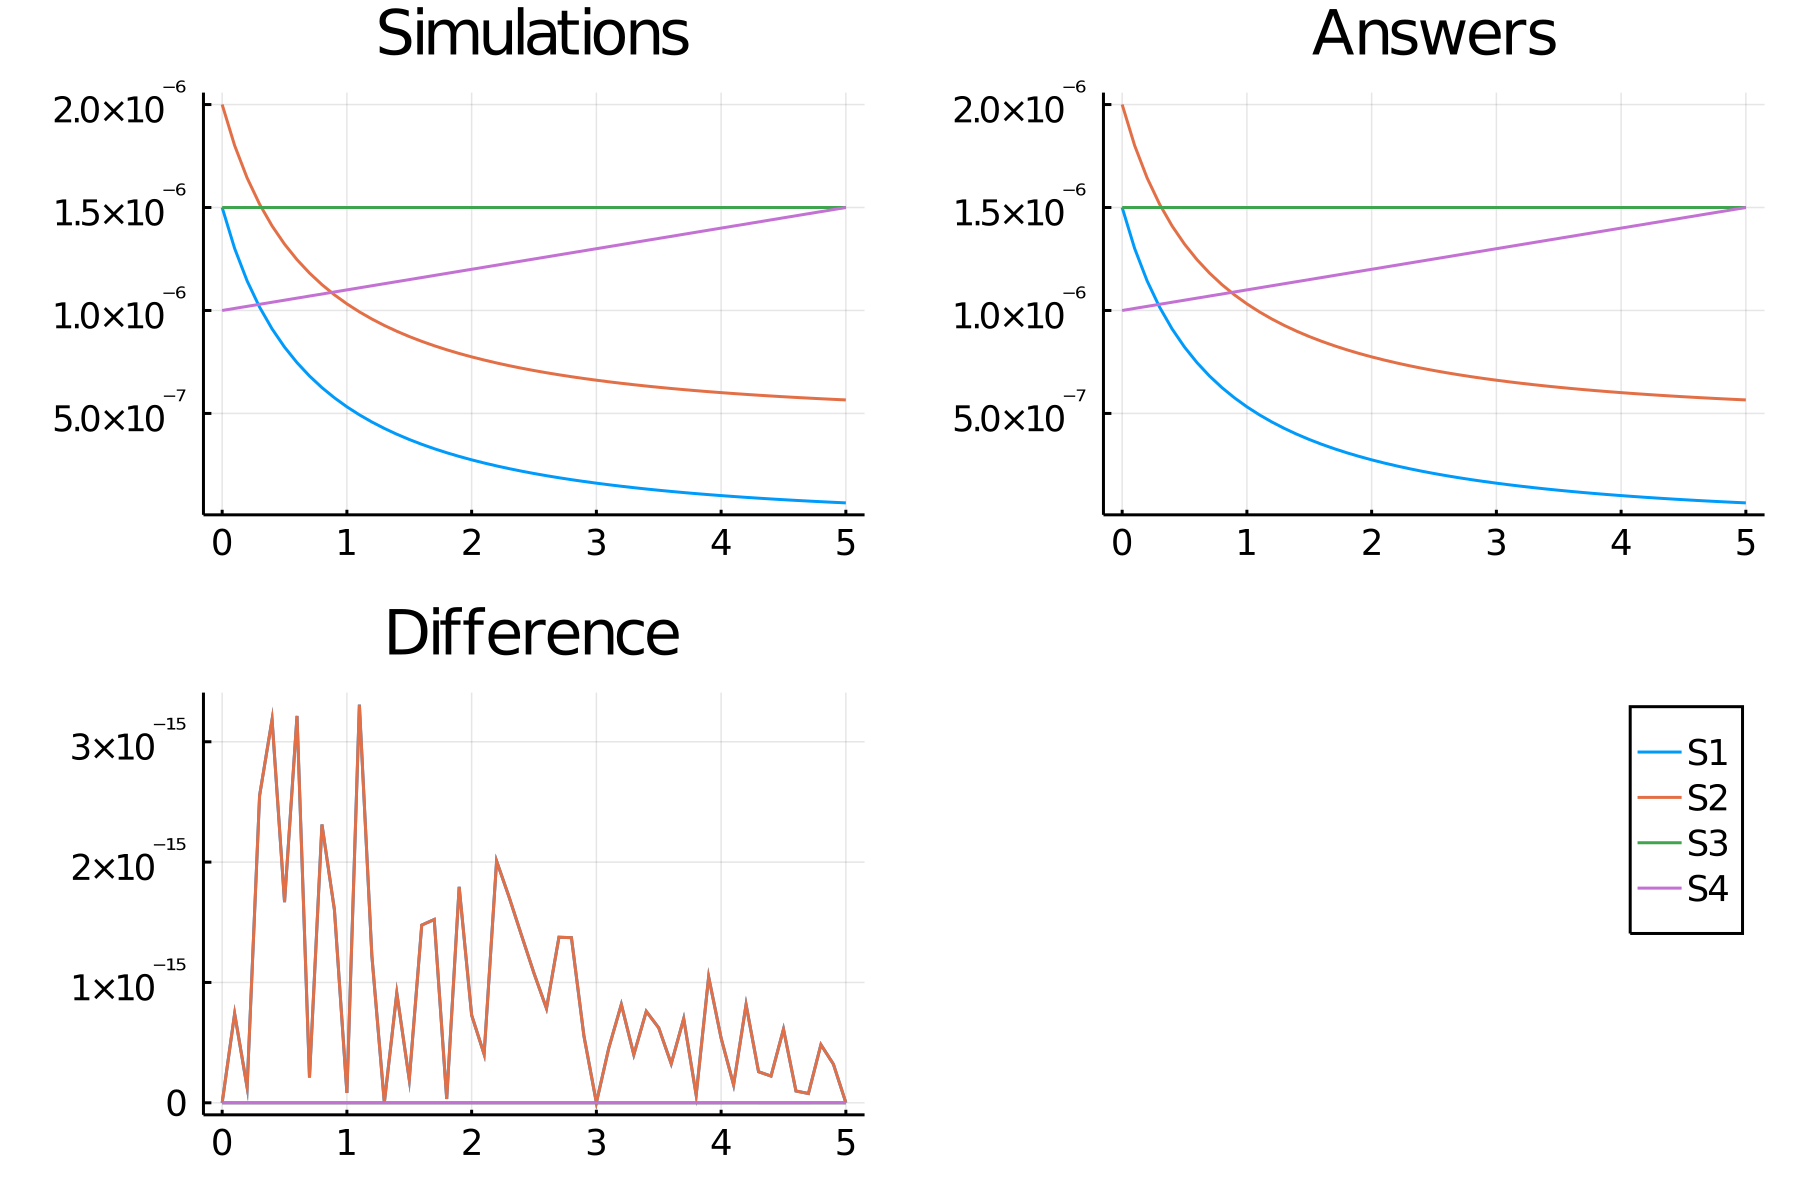 Simulations
2.0×10⁻⁶
1.5×10⁻⁶
1.0×10⁻⁶
5.0×10⁻⁷
0 1 2 3 4 5
Answers
2.0×10⁻⁶
1.5×10⁻⁶
1.0×10⁻⁶
5.0×10⁻⁷
0 1 2 3 4 5
Difference
3×10⁻¹⁵
2×10⁻¹⁵
1×10⁻¹⁵
0
0 1 2 3 4 5
S1
S2
S3
S4